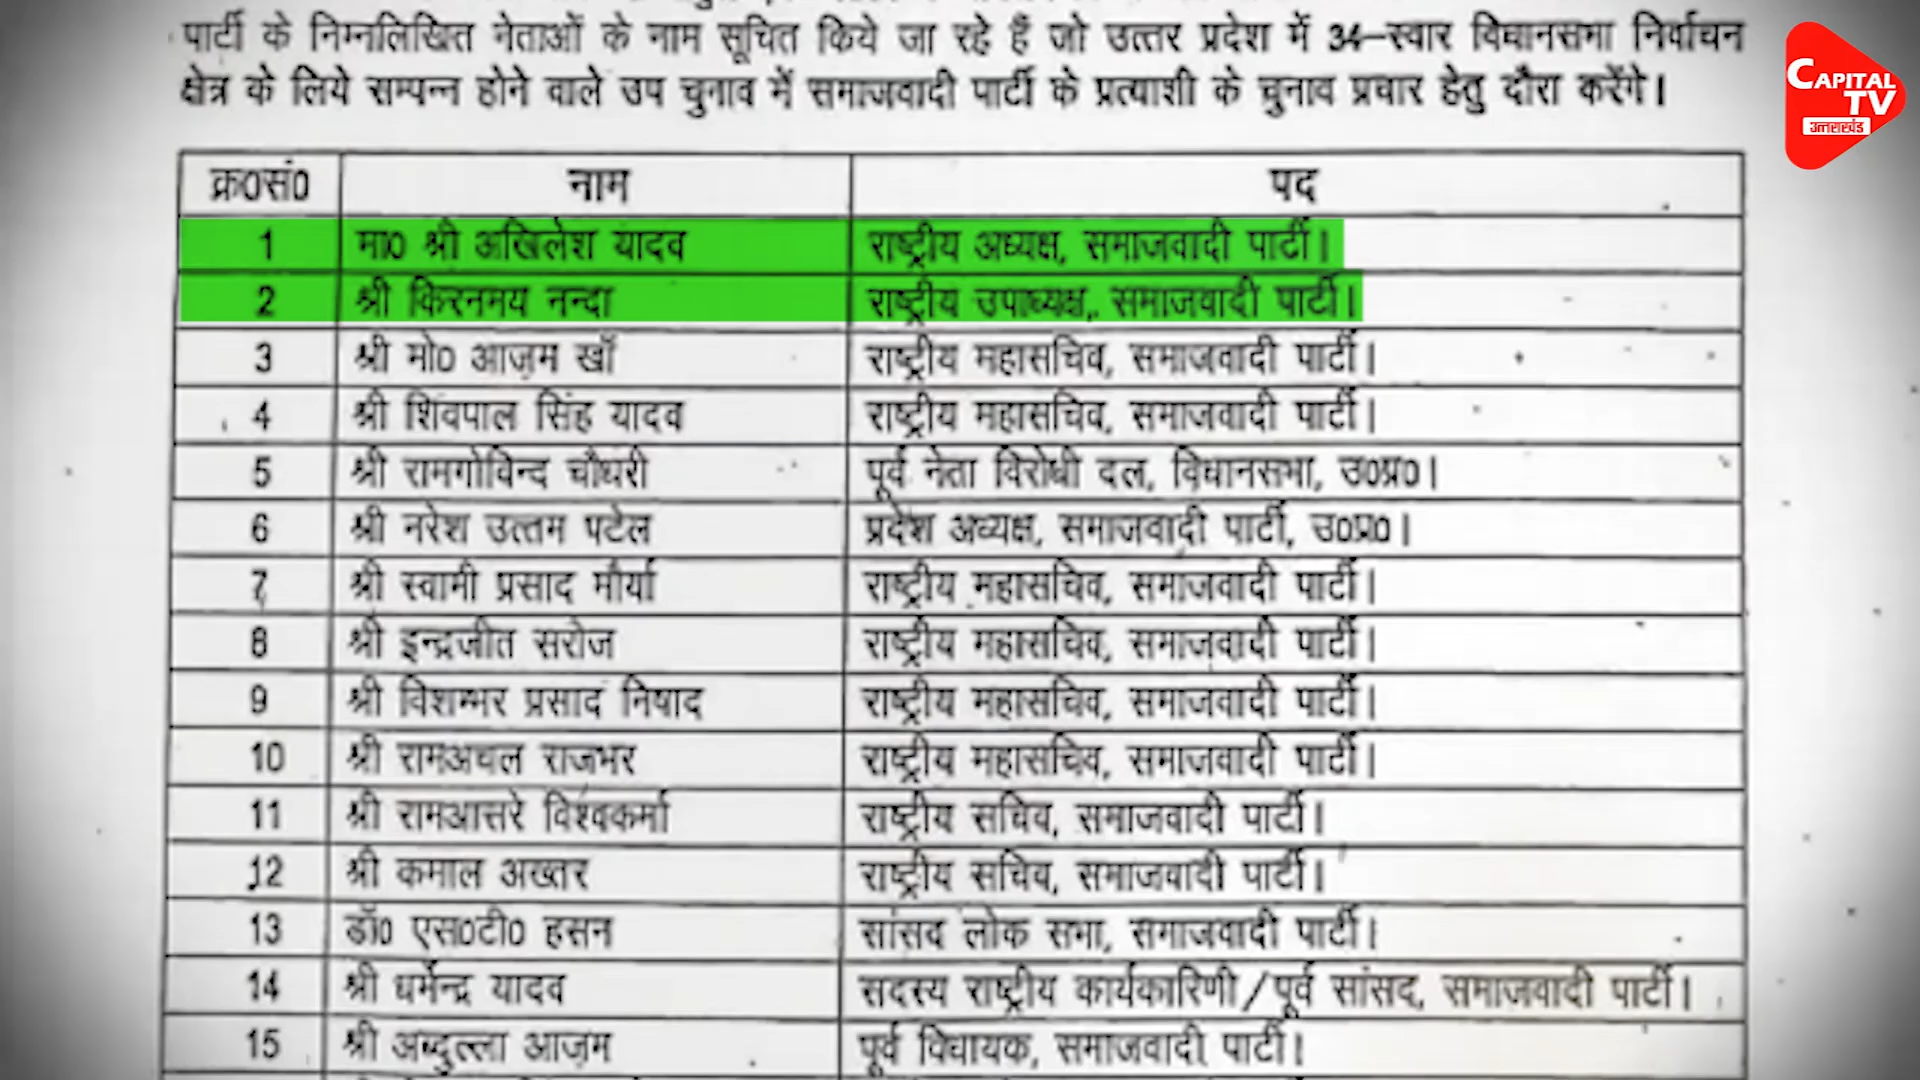 पार्टी के निम्नलिखित नेताओं के नाम सूचित किये जा रहे हैं जो उत्तर प्रदेश में 34-स्वार विधानसभा निर्वाचन
क्षेत्र के लिये सम्पन्न होने वाले उप चुनाव में समाजवादी पार्टी के प्रत्याशी के चुनाव प्रचार हेतु दौरा करेंगे।
CAPITAL
TV
उत्तराखंड
क्र0सं0 नाम पद
1 मा0 श्री अखिलेश यादव राष्ट्रीय अध्यक्ष, समाजवादी पार्टी।
2 श्री किरनमय नन्दा राष्ट्रीय उपाध्यक्ष, समाजवादी पार्टी।
3 श्री मो0 आज़म खॉं राष्ट्रीय महासचिव, समाजवादी पार्टी।
4 श्री शिवपाल सिंह यादव राष्ट्रीय महासचिव, समाजवादी पार्टी।
5 श्री रामगोविन्द चौधरी पूर्व नेता विरोधी दल, विधानसभा, उ0प्र0।
6 श्री नरेश उत्तम पटेल प्रदेश अध्यक्ष, समाजवादी पार्टी, उ0प्र0।
7 श्री स्वामी प्रसाद मौर्या राष्ट्रीय महासचिव, समाजवादी पार्टी।
8 श्री इन्द्रजीत सरोज राष्ट्रीय महासचिव, समाजवादी पार्टी।
9 श्री विशम्भर प्रसाद निषाद राष्ट्रीय महासचिव, समाजवादी पार्टी।
10 श्री रामअचल राजभर राष्ट्रीय महासचिव, समाजवादी पार्टी।
11 श्री रामआसरे विश्वकर्मा राष्ट्रीय सचिव, समाजवादी पार्टी।
12 श्री कमाल अख्तर राष्ट्रीय सचिव, समाजवादी पार्टी।
13 डॉ0 एस0टी0 हसन सांसद लोक सभा, समाजवादी पार्टी।
14 श्री धर्मेन्द्र यादव सदस्य राष्ट्रीय कार्यकारिणी/पूर्व सांसद, समाजवादी पार्टी।
15 श्री अब्दुल्ला आज़म पूर्व विधायक, समाजवादी पार्टी।